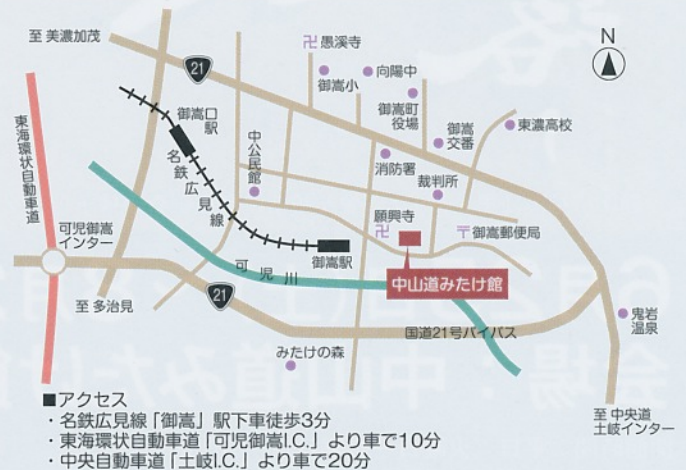 至 美濃加茂
21
卍 愚溪寺
御嵩小
向陽中
N
御嵩町
役場
御嵩
交番
東濃高校
東海環状自動車道
御嵩口
駅
名鉄広見線
中公民館
消防署
裁判所
願興寺
卍
〒 御嵩郵便局
可児御嵩
インター
御嵩駅
可児川
中山道みたけ館
21
至 多治見
国道21号バイパス
鬼岩
温泉
みたけの森
至 中央道
土岐インター
■アクセス
・名鉄広見線「御嵩」駅下車徒歩3分
・東海環状自動車道「可児御嵩I.C.」より車で10分
・中央自動車道「土岐I.C.」より車で20分